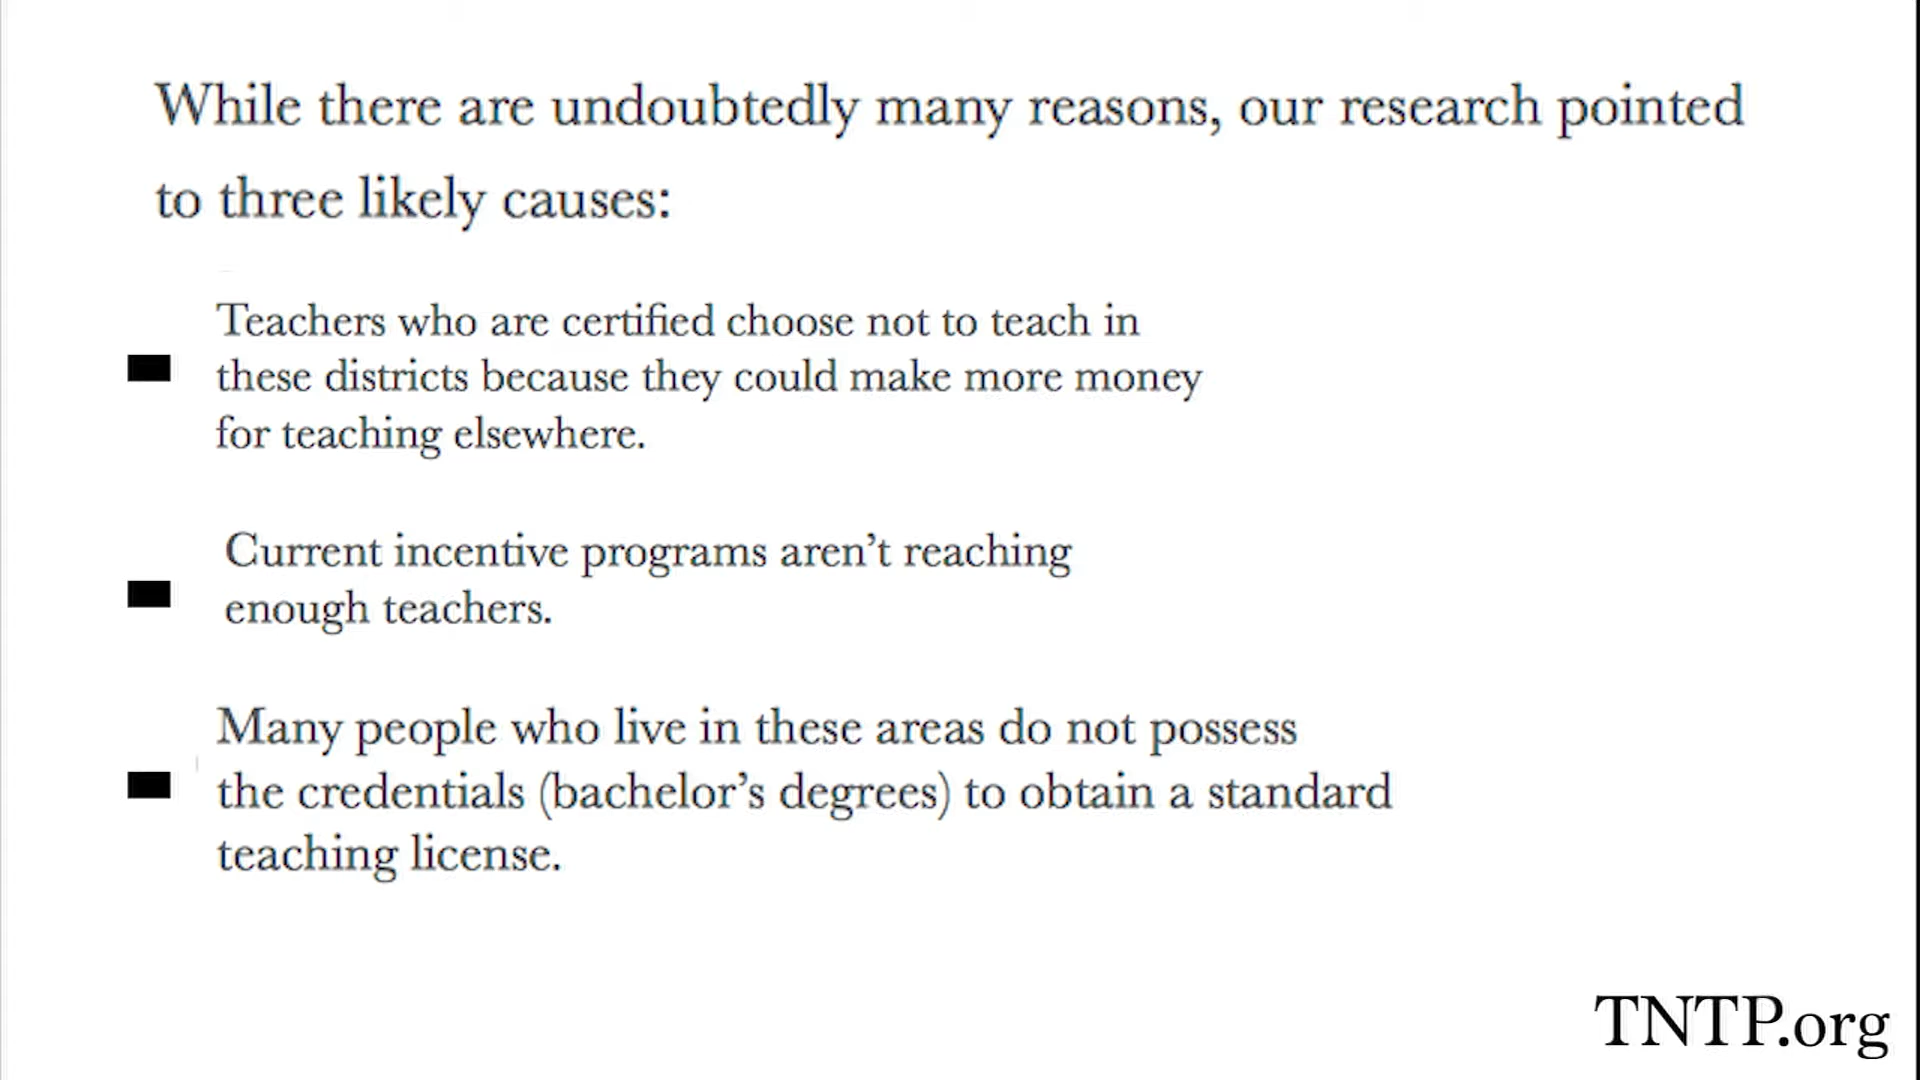 While there are undoubtedly many reasons, our research pointed
to three likely causes:
Teachers who are certified choose not to teach in
these districts because they could make more money
for teaching elsewhere.
Current incentive programs aren’t reaching
enough teachers.
Many people who live in these areas do not possess
the credentials (bachelor’s degrees) to obtain a standard
teaching license.
TNTP.org